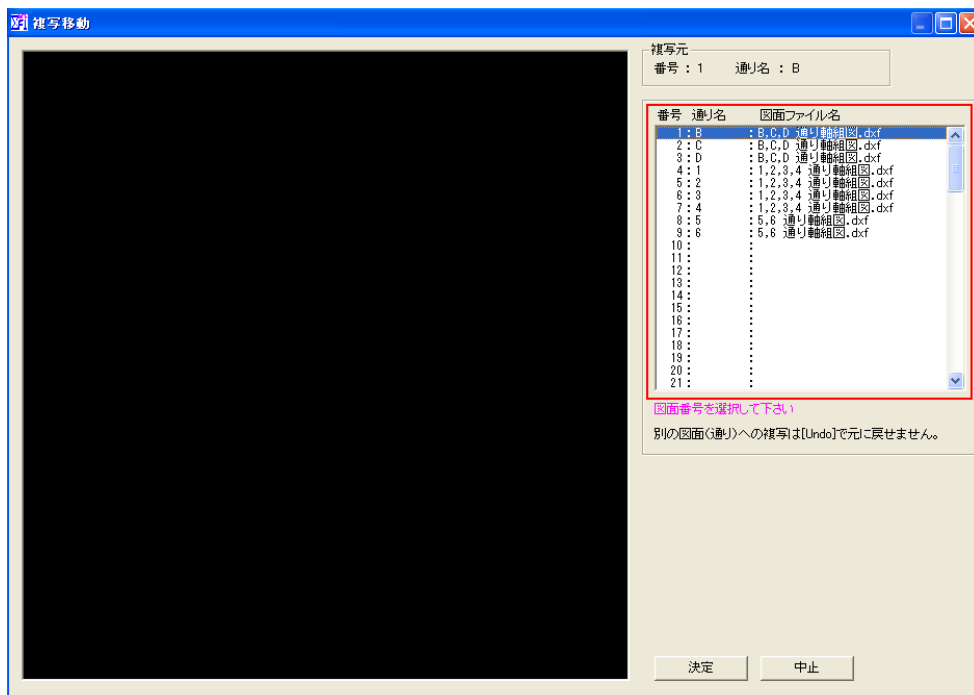 複写移動
複写元
番号 : 1 通り名 : B
番号 通り名 図面ファイル名
1 : B : B,C,D 通り軸組図.dxf
2 : C : B,C,D 通り軸組図.dxf
3 : D : B,C,D 通り軸組図.dxf
4 : 1 : 1,2,3,4 通り軸組図.dxf
5 : 2 : 1,2,3,4 通り軸組図.dxf
6 : 3 : 1,2,3,4 通り軸組図.dxf
7 : 4 : 1,2,3,4 通り軸組図.dxf
8 : 5 : 5,6 通り軸組図.dxf
9 : 6 : 5,6 通り軸組図.dxf
10 : :
11 : :
12 : :
13 : :
14 : :
15 : :
16 : :
17 : :
18 : :
19 : :
20 : :
21 : :
図面番号を選択して下さい
別の図面(通り)への複写は[Undo]で元に戻せません。
決定 中止